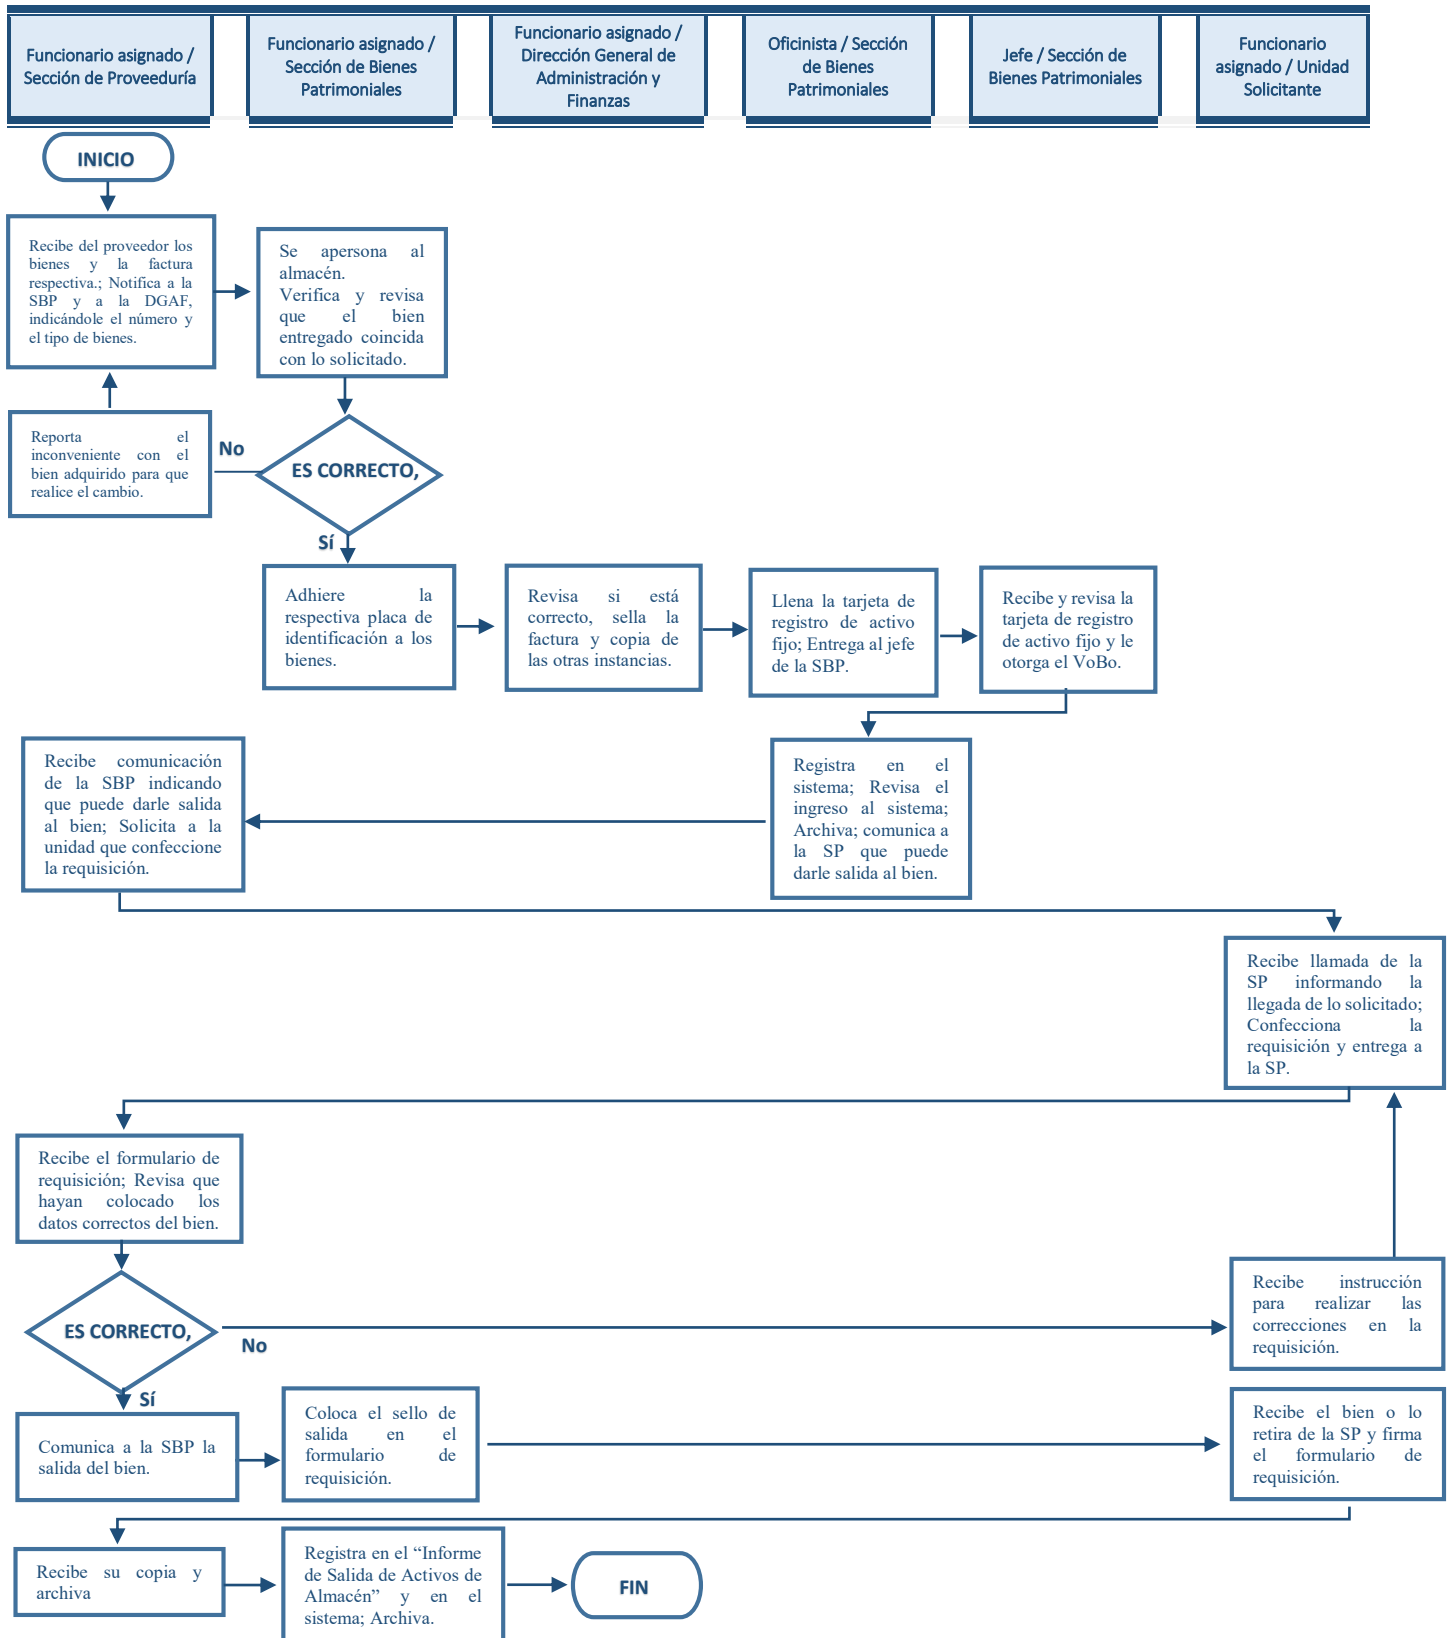 Funcionario asignado /
Sección de Proveeduría
Funcionario asignado /
Sección de Bienes
Patrimoniales
Funcionario asignado /
Dirección General de
Administración y
Finanzas
Oficinista / Sección
de Bienes
Patrimoniales
Jefe / Sección de
Bienes Patrimoniales
Funcionario
asignado / Unidad
Solicitante
INICIO
Recibe del proveedor los
bienes y la factura
respectiva.; Notifica a la
SBP y a la DGAF,
indicándole el número y
el tipo de bienes.
Se apersona al
almacén.
Verifica y revisa
que el bien
entregado coincida
con lo solicitado.
Reporta el
inconveniente con el
bien adquirido para que
realice el cambio.
No
ES CORRECTO,
Sí
Adhiere la
respectiva placa de
identificación a los
bienes.
Revisa si está
correcto, sella la
factura y copia de
las otras instancias.
Llena la tarjeta de
registro de activo
fijo; Entrega al jefe
de la SBP.
Recibe y revisa la
tarjeta de registro
de activo fijo y le
otorga el VoBo.
Recibe comunicación
de la SBP indicando
que puede darle salida
al bien; Solicita a la
unidad que confeccione
la requisición.
Registra en el
sistema; Revisa el
ingreso al sistema;
Archiva; comunica a
la SP que puede
darle salida al bien.
Recibe llamada de la
SP informando la
llegada de lo solicitado;
Confecciona la
requisición y entrega a
la SP.
Recibe el formulario de
requisición; Revisa que
hayan colocado los
datos correctos del bien.
ES CORRECTO,
No
Recibe instrucción
para realizar las
correcciones en la
requisición.
Sí
Comunica a la SBP la
salida del bien.
Coloca el sello de
salida en el
formulario de
requisición.
Recibe el bien o lo
retira de la SP y firma
el formulario de
requisición.
Recibe su copia y
archiva
Registra en el “Informe
de Salida de Activos de
Almacén” y en el
sistema; Archiva.
FIN